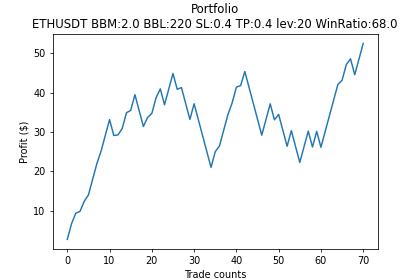 Portfolio
ETHUSDT BBM:2.0 BBL:220 SL:0.4 TP:0.4 lev:20 WinRatio:68.0
50
40
30
20
10
Profit ($)
0 10 20 30 40 50 60 70
Trade counts